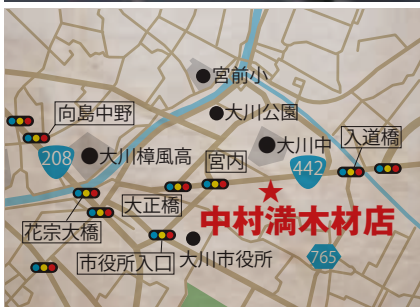 宮前小
大川公園
向島中野
入道橋
大川中
208
大川樟風高
宮内
442
大正橋
中村満木材店
花宗大橋
市役所入口
大川市役所
765